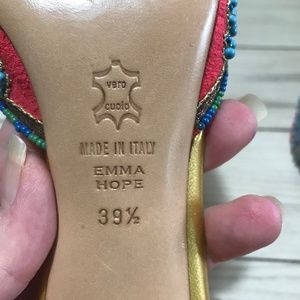 vero
cuoio
MADE IN ITALY
EMMA
HOPE
39½